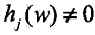 hⱼ(w) ≠ 0